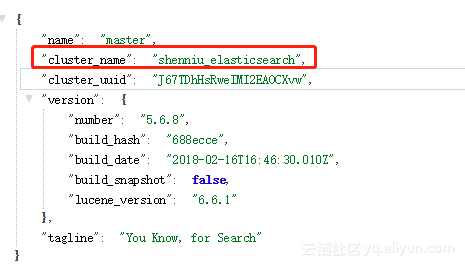 {
"name": "master",
"cluster_name": "shenniu_elasticsearch",
"cluster_uuid": "J67TDhHsRweIMI2EAOCXvw",
"version": {
"number": "5.6.8",
"build_hash": "688ecce",
"build_date": "2018-02-16T16:46:30.010Z",
"build_snapshot": false,
"lucene_version": "6.6.1"
},
"tagline": "You Know, for Search"
}
云栖社区 yq.aliyun.com